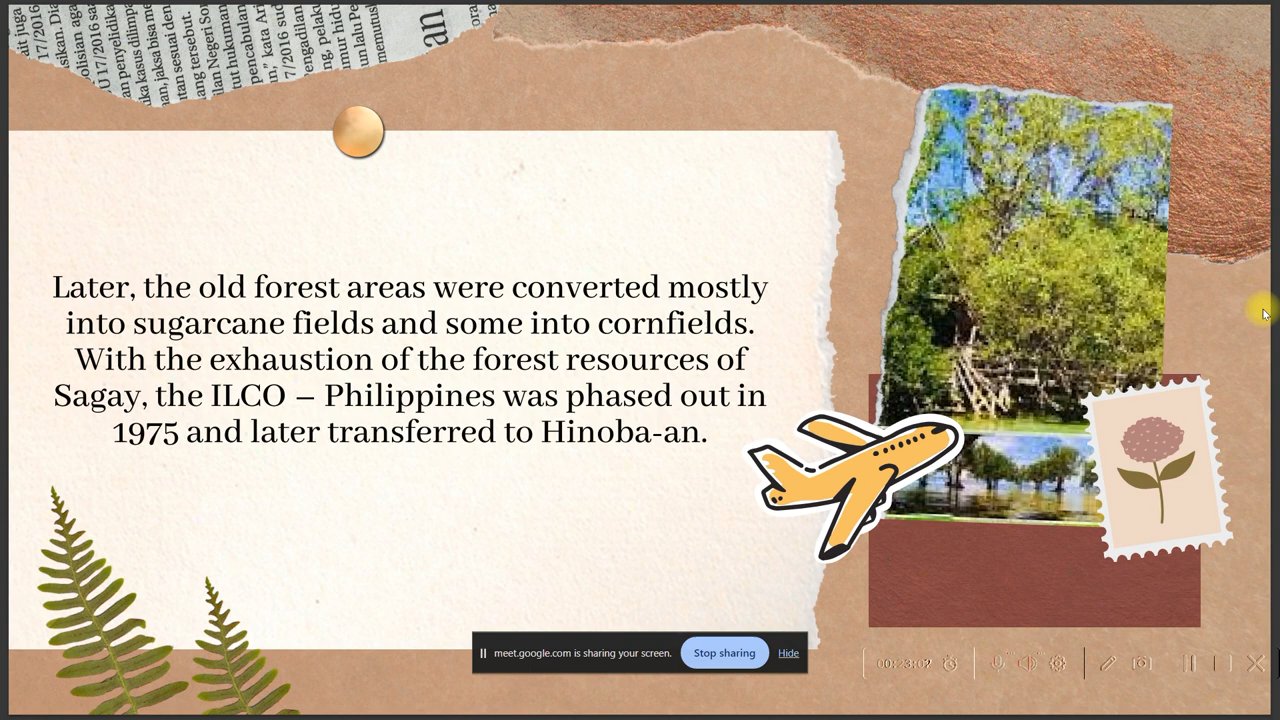 Later, the old forest areas were converted mostly
into sugarcane fields and some into cornfields.
With the exhaustion of the forest resources of
Sagay, the ILCO – Philippines was phased out in
1975 and later transferred to Hinoba-an.
meet.google.com is sharing your screen.
Stop sharing
Hide